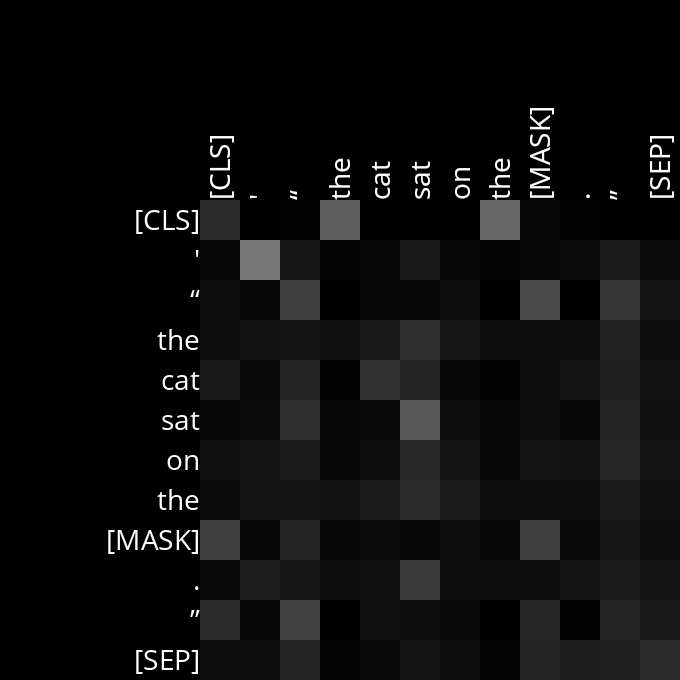 [CLS] ' “ the cat sat on the [MASK] . ” [SEP]
[CLS]
'
“
the
cat
sat
on
the
[MASK]
.
”
[SEP]